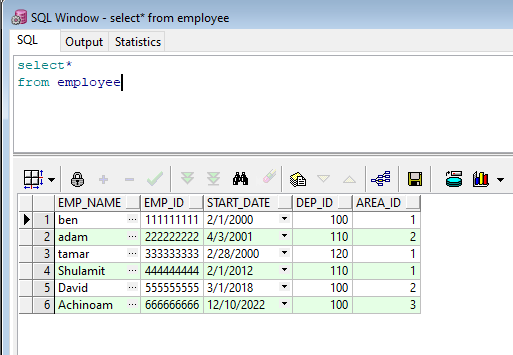 SQL Window - select* from employee
SQL Output Statistics
select*
from employee
EMP_NAME EMP_ID START_DATE DEP_ID AREA_ID
1 ben ... 111111111 2/1/2000 100 1
2 adam ... 222222222 4/3/2001 110 2
3 tamar ... 333333333 2/28/2000 120 1
4 Shulamit ... 444444444 2/1/2012 110 1
5 David ... 555555555 3/1/2018 100 2
6 Achinoam ... 666666666 12/10/2022 100 3